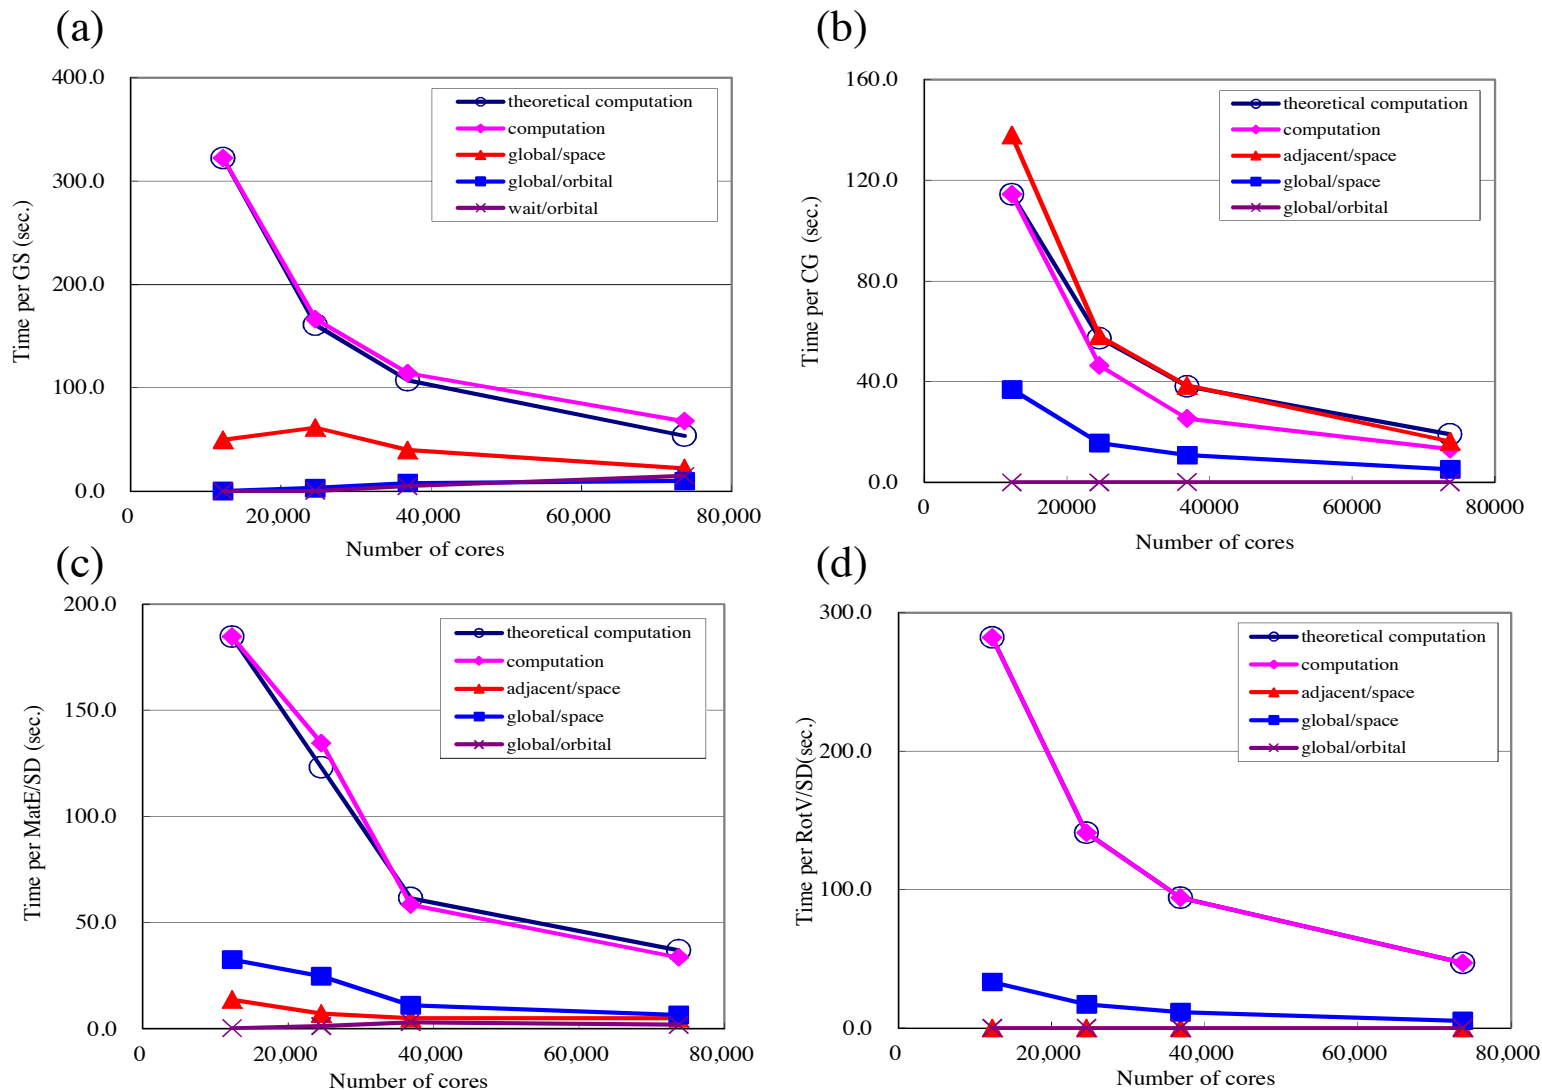 (a)
400.0
300.0
200.0
100.0
0.0
0
20,000
40,000
60,000
80,000
Time per GS (sec.)
Number of cores
theoretical computation
computation
global/space
global/orbital
wait/orbital
(b)
160.0
120.0
80.0
40.0
0.0
0
20000
40000
60000
80000
Time per CG (sec.)
Number of cores
theoretical computation
computation
adjacent/space
global/space
global/orbital
(c)
200.0
150.0
100.0
50.0
0.0
0
20,000
40,000
60,000
80,000
Time per MatE/SD (sec.)
Number of cores
theoretical computation
computation
adjacent/space
global/space
global/orbital
(d)
300.0
200.0
100.0
0.0
0
20,000
40,000
60,000
80,000
Time per RotV/SD(sec.)
Number of cores
theoretical computation
computation
adjacent/space
global/space
global/orbital